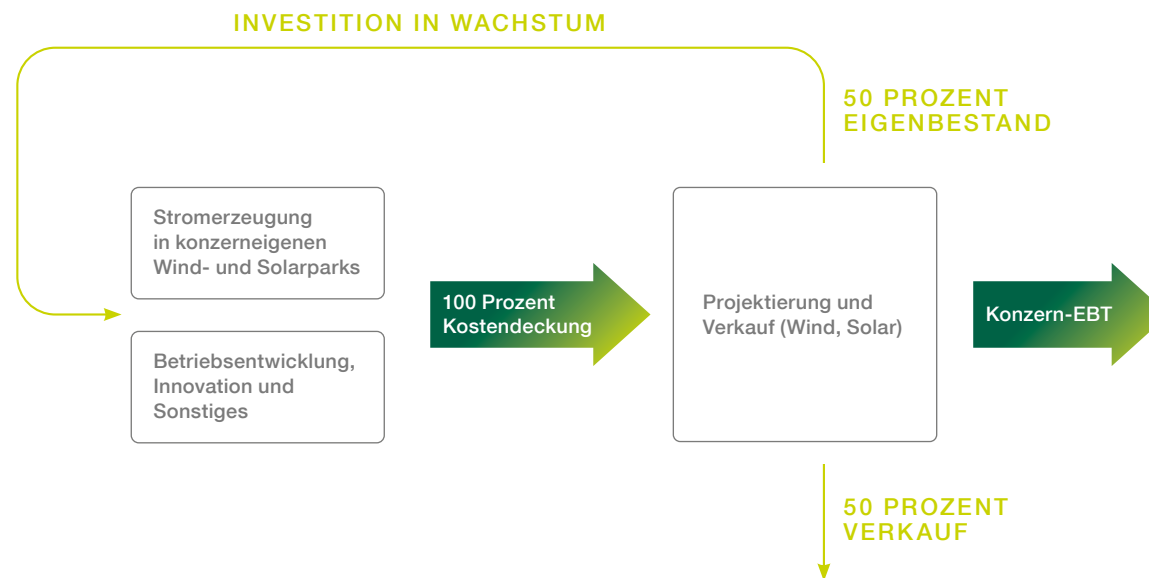 INVESTITION IN WACHSTUM
50 PROZENT
EIGENBESTAND
Stromerzeugung
in konzerneigenen
Wind- und Solarparks
Betriebsentwicklung,
Innovation und
Sonstiges
100 Prozent
Kostendeckung
Projektierung und
Verkauf (Wind, Solar)
Konzern-EBT
50 PROZENT
VERKAUF